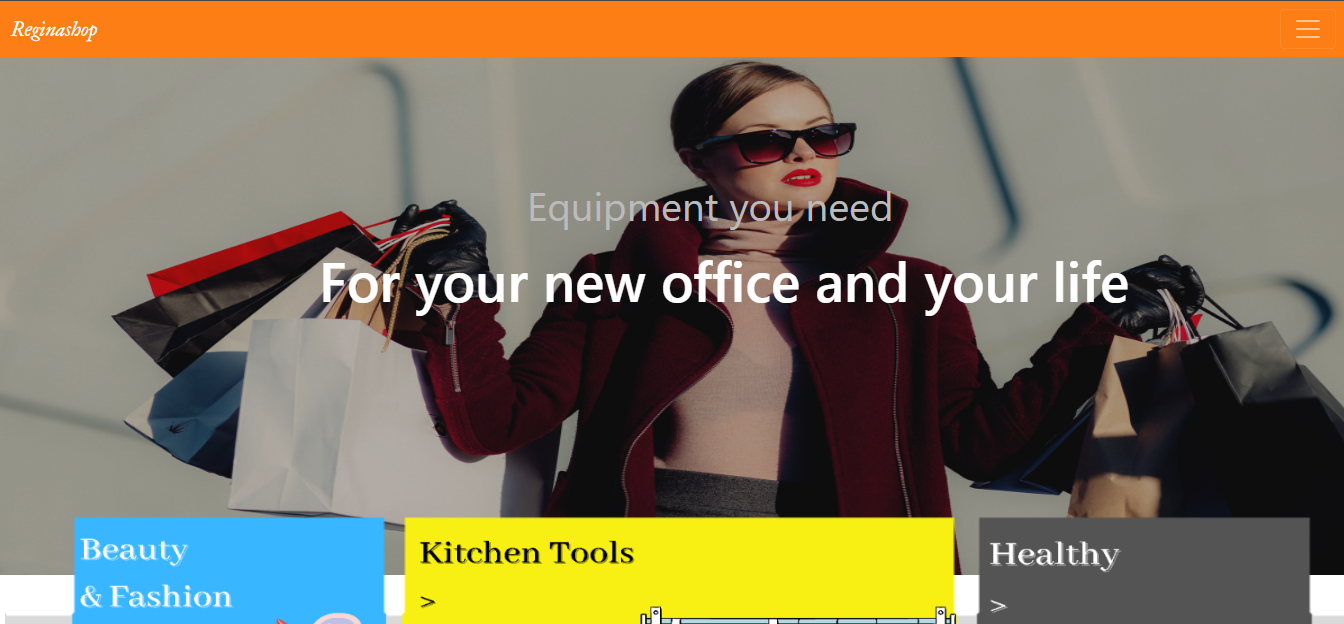 Reginashop
Equipment you need
For your new office and your life
Beauty
& Fashion
Kitchen Tools
>
Healthy
>